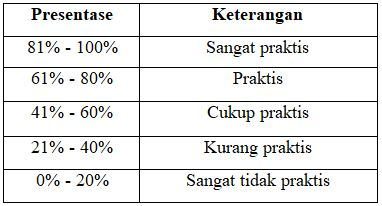 Presentase Keterangan
81% - 100% Sangat praktis
61% - 80% Praktis
41% - 60% Cukup praktis
21% - 40% Kurang praktis
0% - 20% Sangat tidak praktis